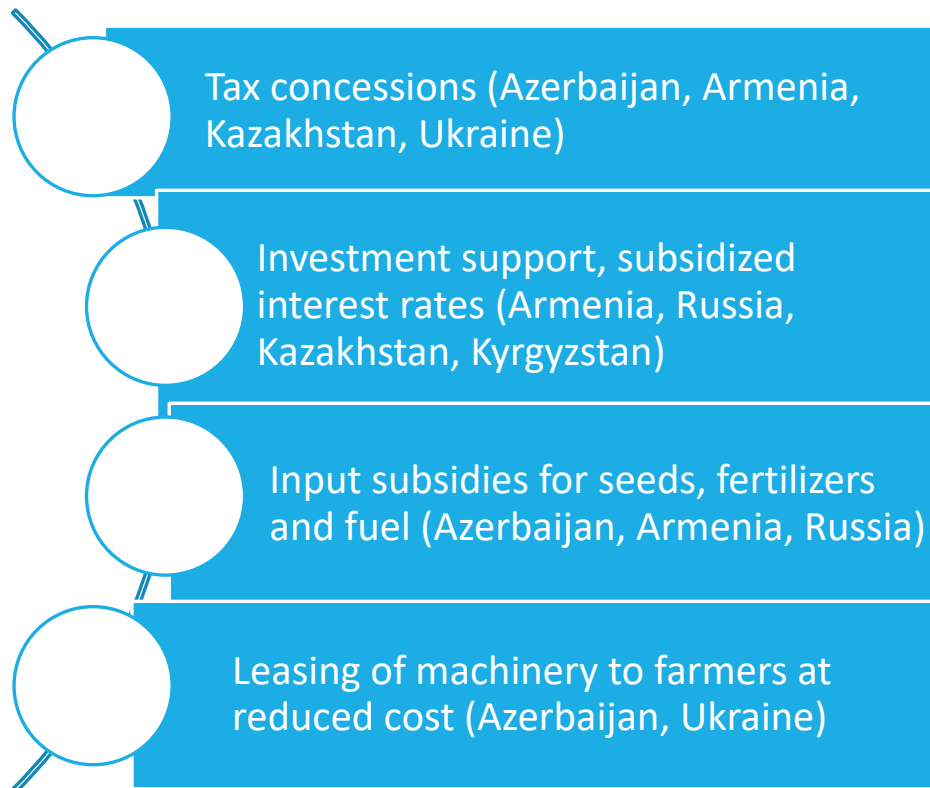 Tax concessions (Azerbaijan, Armenia,
Kazakhstan, Ukraine)
Investment support, subsidized
interest rates (Armenia, Russia,
Kazakhstan, Kyrgyzstan)
Input subsidies for seeds, fertilizers
and fuel (Azerbaijan, Armenia, Russia)
Leasing of machinery to farmers at
reduced cost (Azerbaijan, Ukraine)